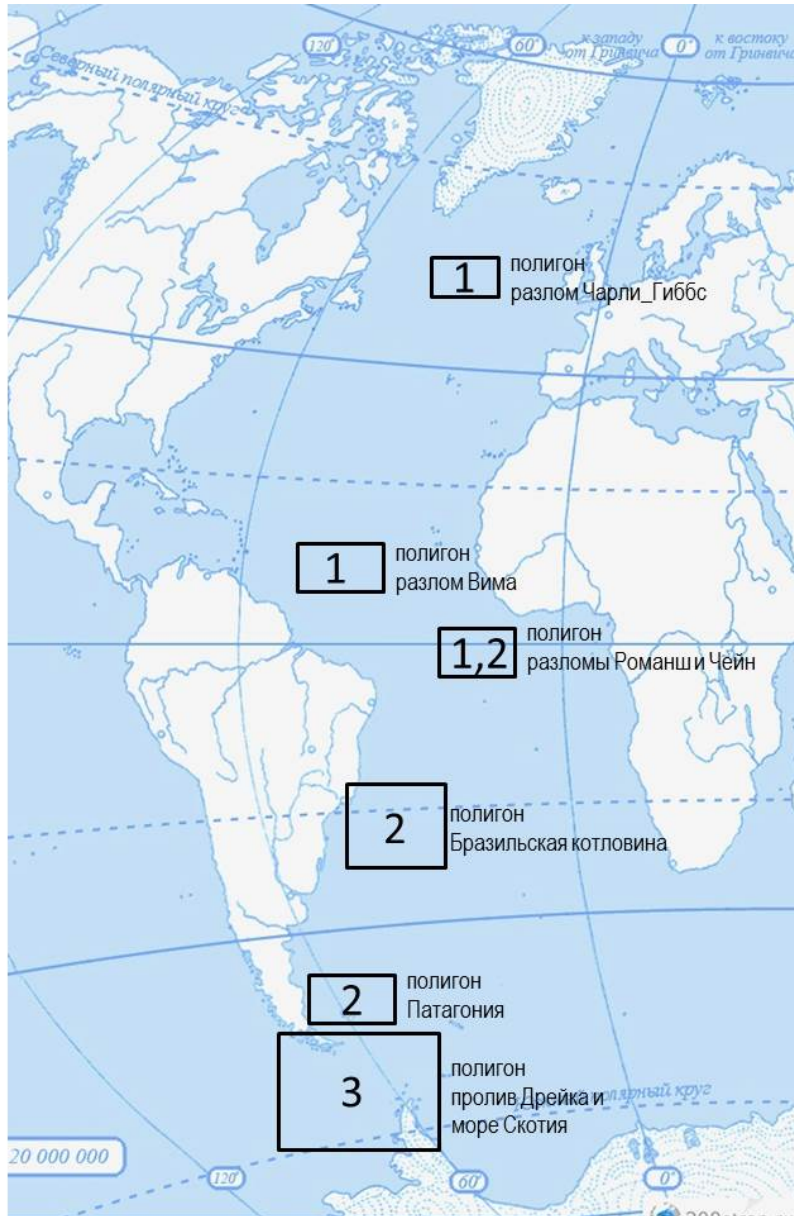 120°
60°
к западу
от Гринвича
0°
к востоку
от Гринвича
Северный полярный круг
1
полигон
разлом Чарли_Гиббс
1
полигон
разлом Вима
1,2
полигон
разломы Романш и Чейн
2
полигон
Бразильская котловина
2
полигон
Патагония
3
полигон
пролив Дрейка и
море Скотия
полярный круг
20 000 000
120°
60°
0°